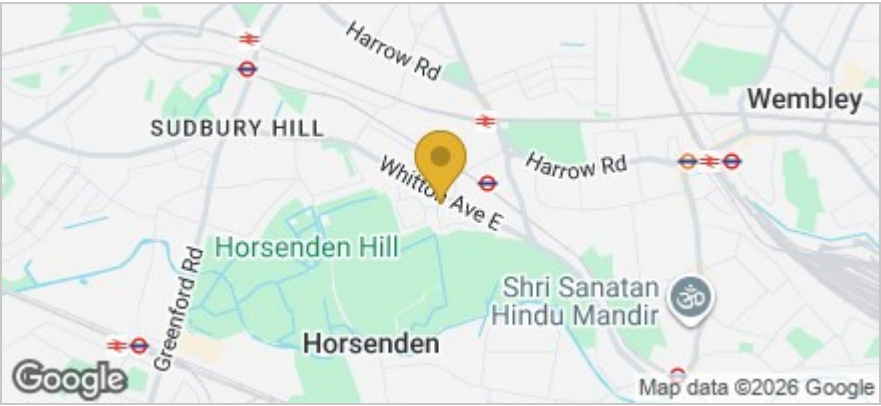 Harrow Rd
Wembley
SUDBURY HILL
Harrow Rd
Whitton Ave E
Horsenden Hill
Greenford Rd
Shri Sanatan
Hindu Mandir
Horsenden
Google
Map data ©2026 Google